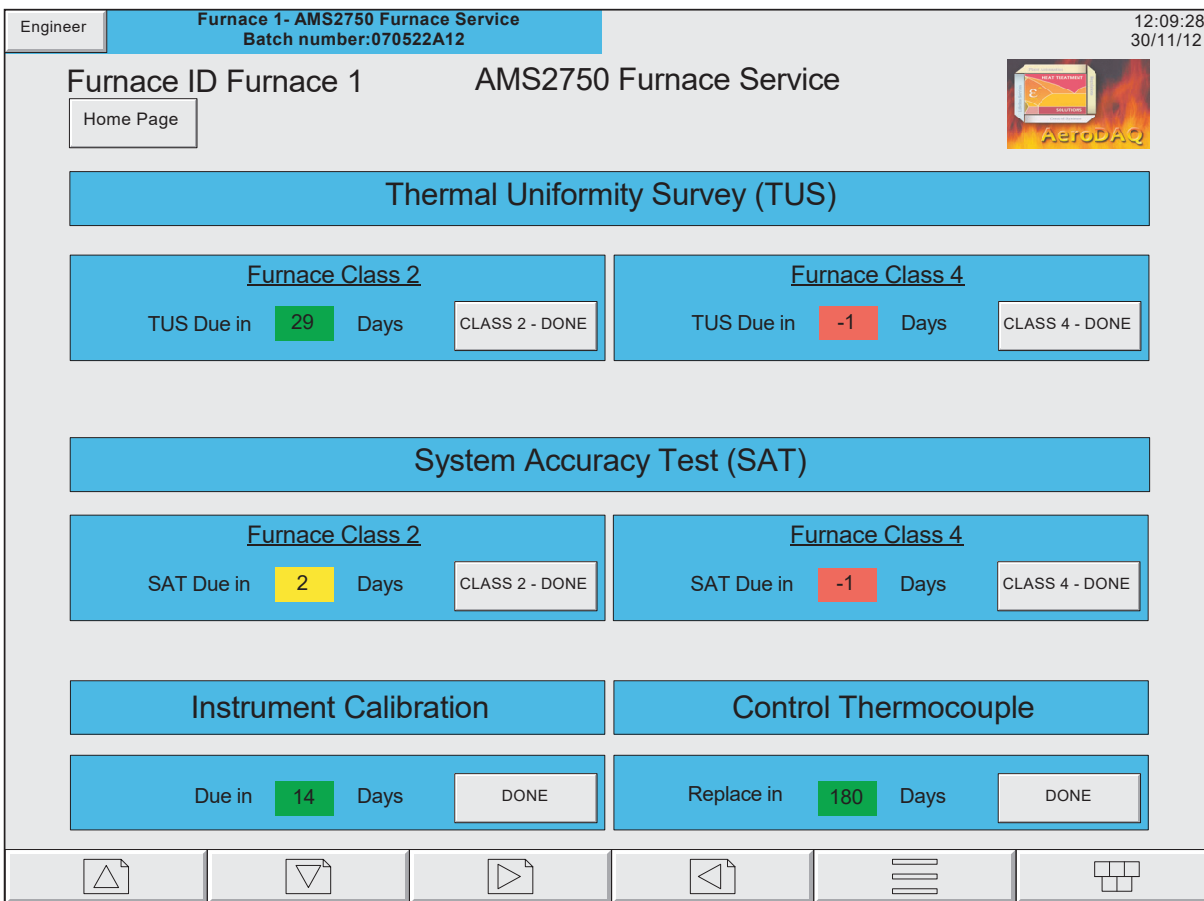 Engineer
Furnace 1- AMS2750 Furnace Service
Batch number:070522A12
12:09:28
30/11/12
Furnace ID Furnace 1
AMS2750 Furnace Service
Home Page
HEAT TREATMENT
SOLUTIONS
AeroDAQ
Thermal Uniformity Survey (TUS)
Furnace Class 2
TUS Due in 29 Days CLASS 2 - DONE
Furnace Class 4
TUS Due in -1 Days CLASS 4 - DONE
System Accuracy Test (SAT)
Furnace Class 2
SAT Due in 2 Days CLASS 2 - DONE
Furnace Class 4
SAT Due in -1 Days CLASS 4 - DONE
Instrument Calibration
Due in 14 Days DONE
Control Thermocouple
Replace in 180 Days DONE